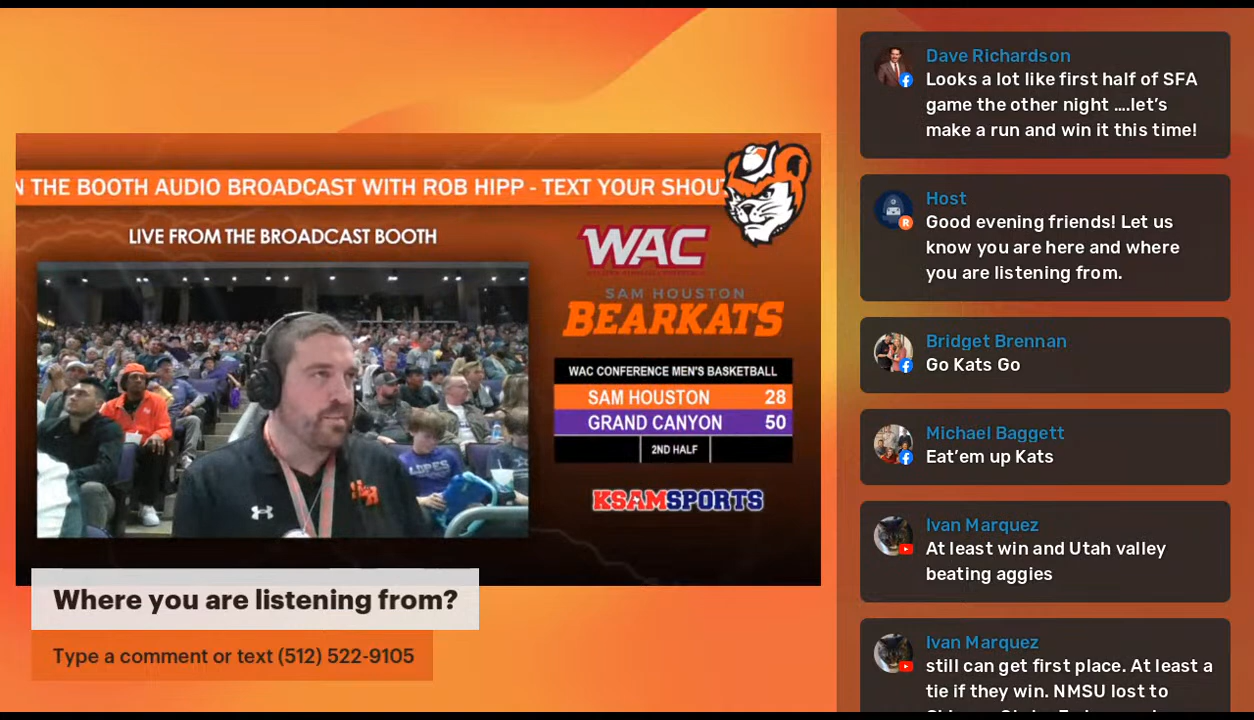 N THE BOOTH AUDIO BROADCAST WITH ROB HIPP - TEXT YOUR SHOUT
LIVE FROM THE BROADCAST BOOTH
WAC
SAM HOUSTON
BEARKATS
WAC CONFERENCE MEN'S BASKETBALL
SAM HOUSTON 28
GRAND CANYON 50
2ND HALF
KSAMSPORTS
LOPES
Where you are listening from?
Type a comment or text (512) 522-9105
Dave Richardson
Looks a lot like first half of SFA
game the other night ....let's
make a run and win it this time!
Host
Good evening friends! Let us
know you are here and where
you are listening from.
Bridget Brennan
Go Kats Go
Michael Baggett
Eat'em up Kats
Ivan Marquez
At least win and Utah valley
beating aggies
Ivan Marquez
still can get first place. At least a
tie if they win. NMSU lost to